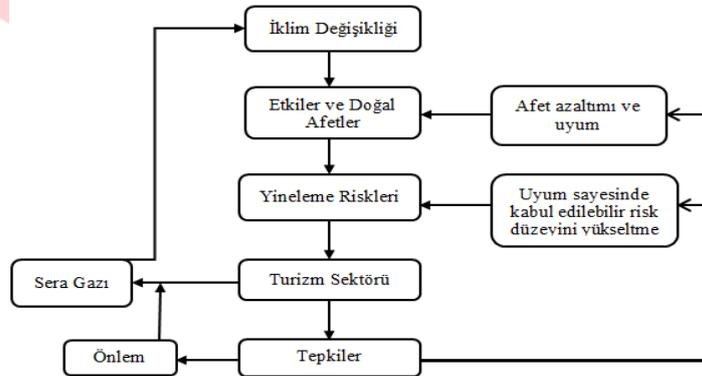 İklim Değişikliği
Etkiler ve Doğal
Afetler
Afet azaltımı ve
uyum
Yineleme Riskleri
Uyum sayesinde
kabul edilebilir risk
düzeyini yükseltme
Sera Gazı
Turizm Sektörü
Önlem
Tepkiler